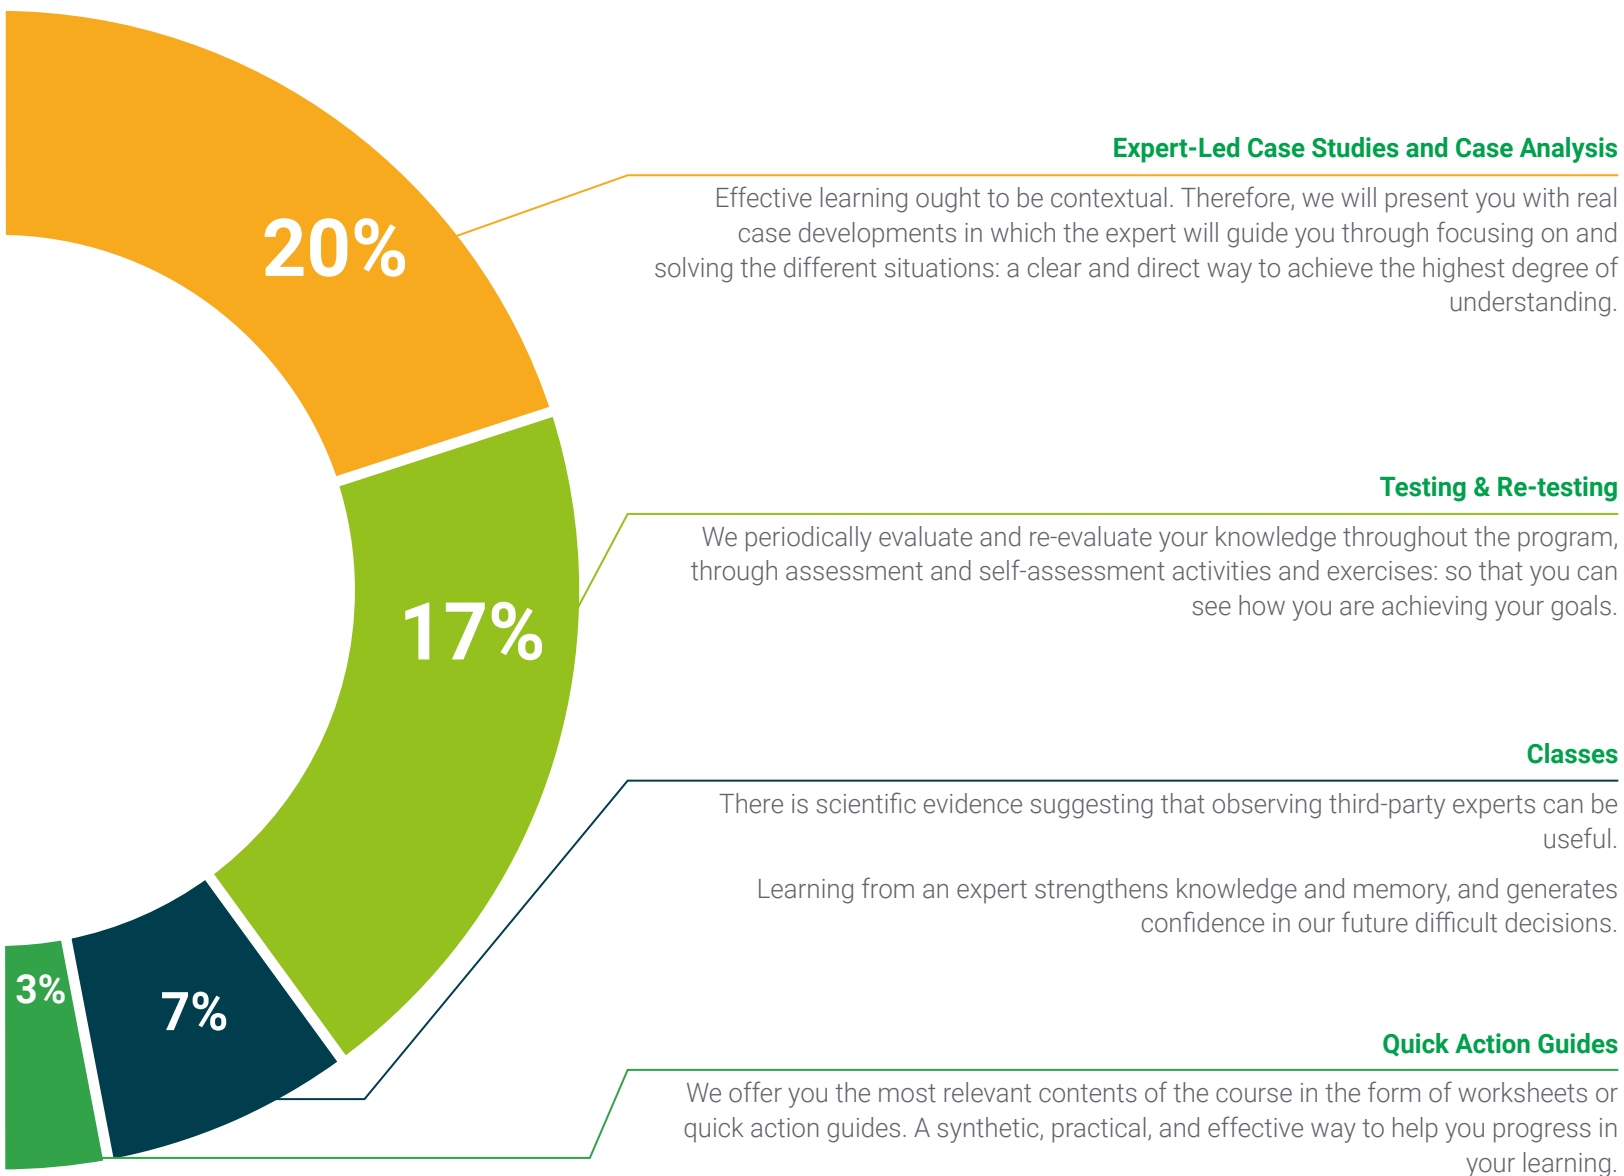 20%
Expert-Led Case Studies and Case Analysis
Effective learning ought to be contextual. Therefore, we will present you with real
case developments in which the expert will guide you through focusing on and
solving the different situations: a clear and direct way to achieve the highest degree of
understanding.
17%
Testing & Re-testing
We periodically evaluate and re-evaluate your knowledge throughout the program,
through assessment and self-assessment activities and exercises: so that you can
see how you are achieving your goals.
7%
Classes
There is scientific evidence suggesting that observing third-party experts can be
useful.
Learning from an expert strengthens knowledge and memory, and generates
confidence in our future difficult decisions.
3%
Quick Action Guides
We offer you the most relevant contents of the course in the form of worksheets or
quick action guides. A synthetic, practical, and effective way to help you progress in
your learning.